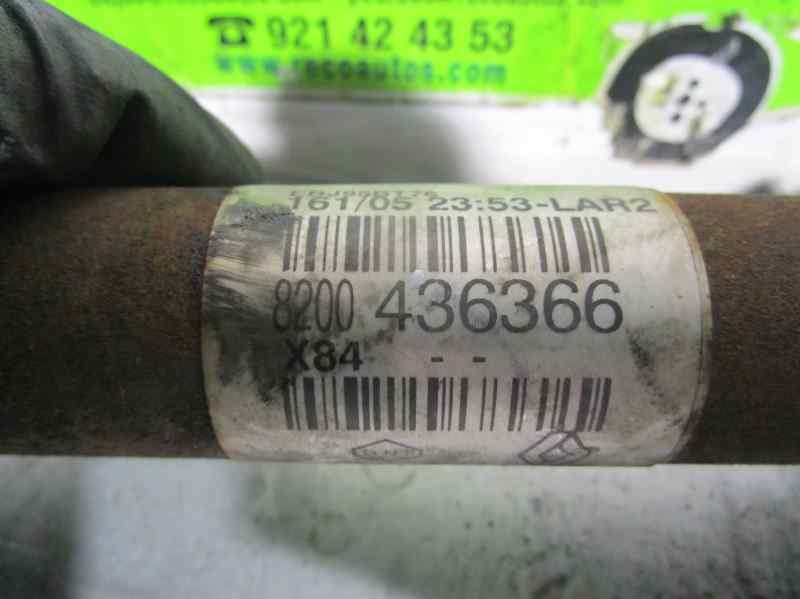 ☎ 921 42 43 53
www.recoautos.com
161/05 23:53-LAR2
8200 436366
X84 - -